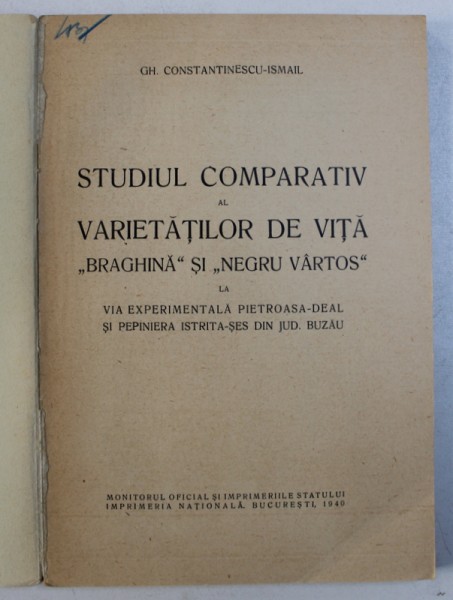 GH. CONSTANTINESCU-ISMAIL
STUDIUL COMPARATIV
AL
VARIETĂȚILOR DE VIȚĂ
„BRAGHINĂ“ ȘI „NEGRU VÂRTOS“
LA
VIA EXPERIMENTALĂ PIETROASA-DEAL
ȘI PEPINIERA ISTRITA-ȘES DIN JUD. BUZĂU
MONITORUL OFICIAL ȘI IMPRIMERIILE STATULUI
IMPRIMERIA NAȚIONALĂ, BUCUREȘTI, 1940